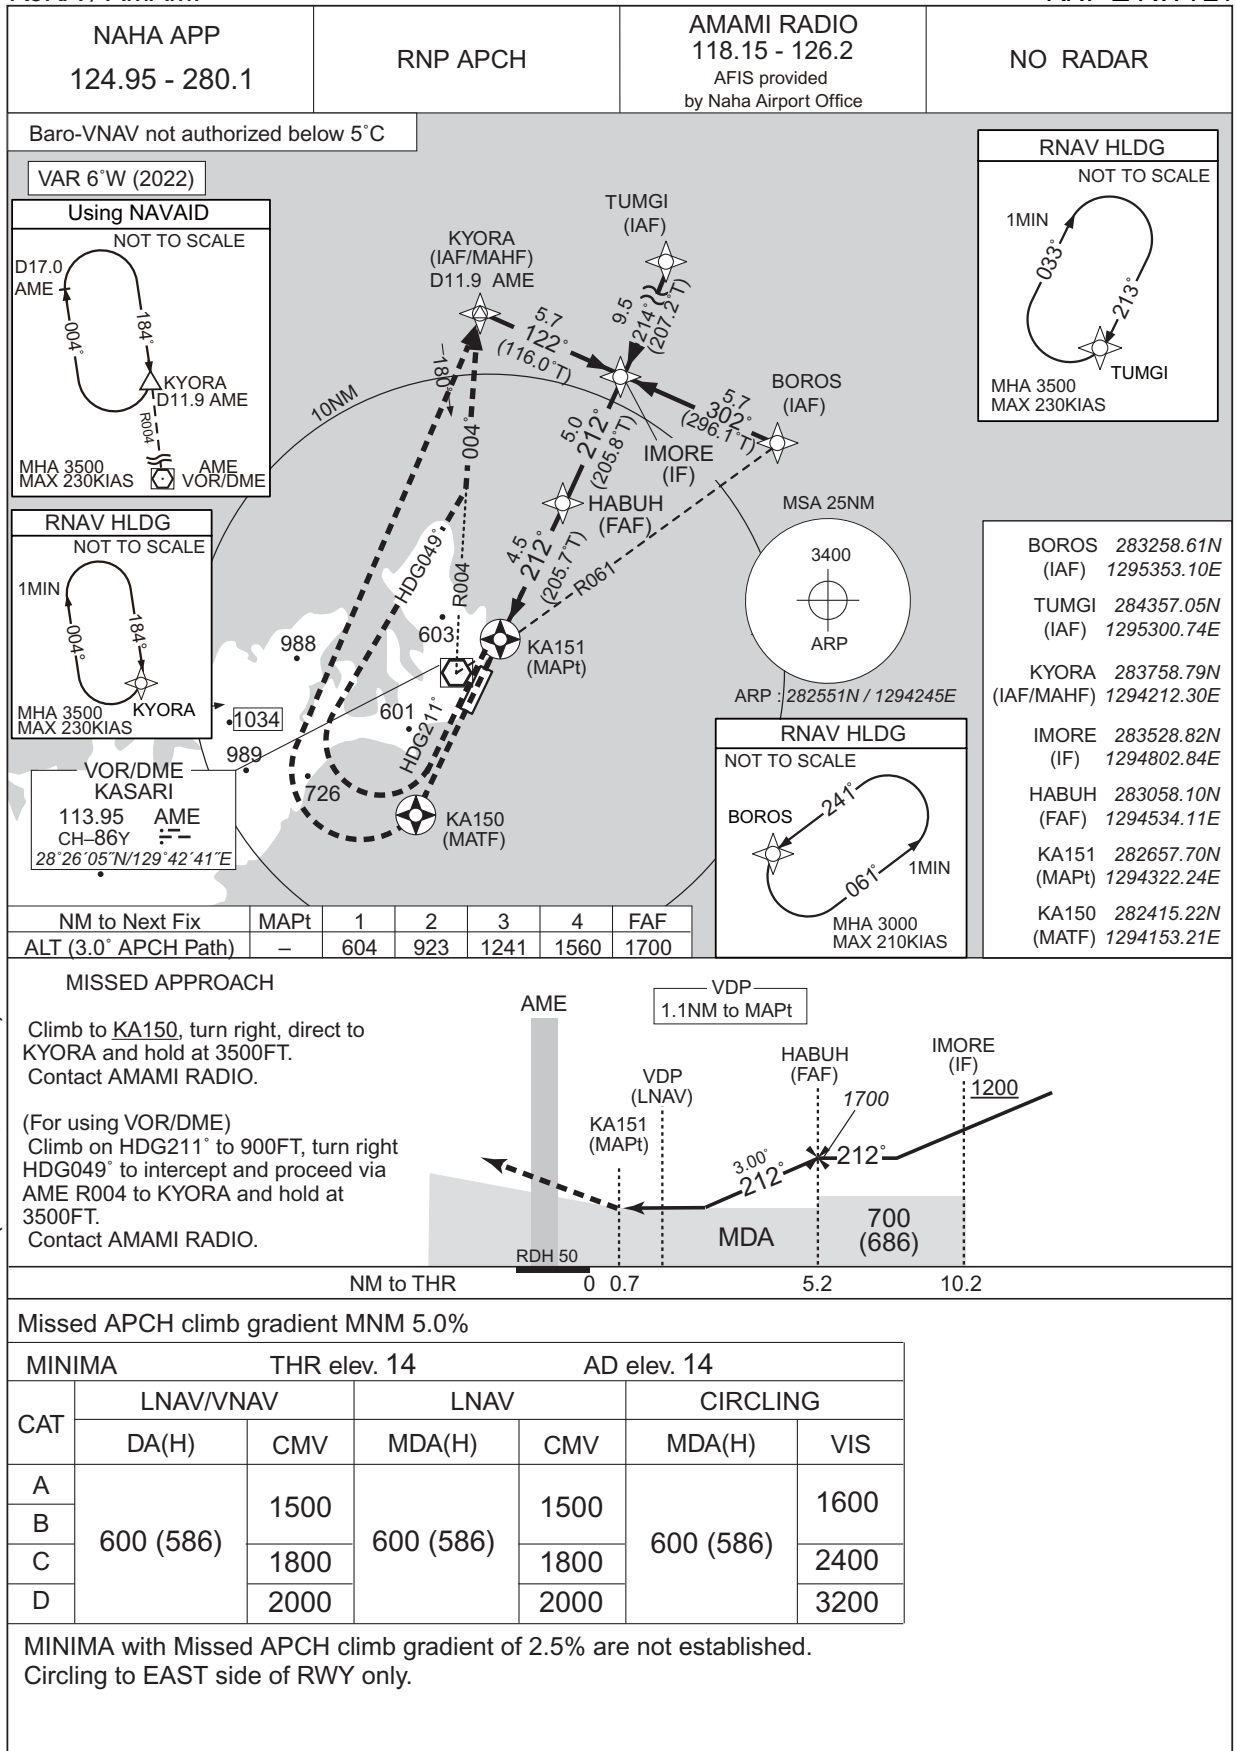 NAHA APP
124.95 - 280.1
RNP APCH
AMAMI RADIO
118.15 - 126.2
AFIS provided
by Naha Airport Office
NO RADAR
Baro-VNAV not authorized below 5˚C
VAR 6˚W (2022)
Using NAVAID
NOT TO SCALE
D17.0
AME
004˚
184˚
KYORA
D11.9 AME
R004
MHA 3500
MAX 230KIAS
AME
VOR/DME
RNAV HLDG
NOT TO SCALE
1MIN
004°
184˚
MHA 3500
MAX 230KIAS
KYORA
VOR/DME
KASARI
113.95 AME
CH–86Y
28˚26´05˝N/129˚42´41˝E
KYORA
(IAF/MAHF)
D11.9 AME
TUMGI
(IAF)
5.7
122˚
(116.0˚T)
9.5
214˚
(207.2˚T)
BOROS
(IAF)
5.7
302˚
(296.1˚T)
IMORE
(IF)
5.0
212˚
(205.8˚T)
HABUH
(FAF)
4.5
212˚
(205.7˚T)
R061
10NM
–180˚
004˚
HDG049˚
R004
603
KA151
(MAPt)
988
1034
989
601
HDG211˚
726
KA150
(MATF)
RNAV HLDG
NOT TO SCALE
1MIN
033˚
213˚
TUMGI
MHA 3500
MAX 230KIAS
MSA 25NM
3400
ARP
ARP : 282551N / 1294245E
RNAV HLDG
NOT TO SCALE
BOROS
241˚
061˚
1MIN
MHA 3000
MAX 210KIAS
BOROS 283258.61N
(IAF) 1295353.10E
TUMGI 284357.05N
(IAF) 1295300.74E
KYORA 283758.79N
(IAF/MAHF) 1294212.30E
IMORE 283528.82N
(IF) 1294802.84E
HABUH 283058.10N
(FAF) 1294534.11E
KA151 282657.70N
(MAPt) 1294322.24E
KA150 282415.22N
(MATF) 1294153.21E
NM to Next Fix MAPt 1 2 3 4 FAF
ALT (3.0˚ APCH Path) – 604 923 1241 1560 1700
MISSED APPROACH
Climb to KA150, turn right, direct to
KYORA and hold at 3500FT.
Contact AMAMI RADIO.
(For using VOR/DME)
Climb on HDG211˚ to 900FT, turn right
HDG049˚ to intercept and proceed via
AME R004 to KYORA and hold at
3500FT.
Contact AMAMI RADIO.
AME
VDP
1.1NM to MAPt
KA151
(MAPt)
VDP
(LNAV)
HABUH
(FAF)
1700
IMORE
(IF)
1200
3.00˚
212˚
212˚
MDA
700
(686)
RDH 50
NM to THR 0 0.7 5.2 10.2
Missed APCH climb gradient MNM 5.0%
MINIMA THR elev. 14 AD elev. 14
CAT LNAV/VNAV LNAV CIRCLING
DA(H) CMV MDA(H) CMV MDA(H) VIS
A
B
C
D
600 (586)
1500
1800
2000
600 (586)
1500
1800
2000
600 (586)
1600
2400
3200
MINIMA with Missed APCH climb gradient of 2.5% are not established.
Circling to EAST side of RWY only.